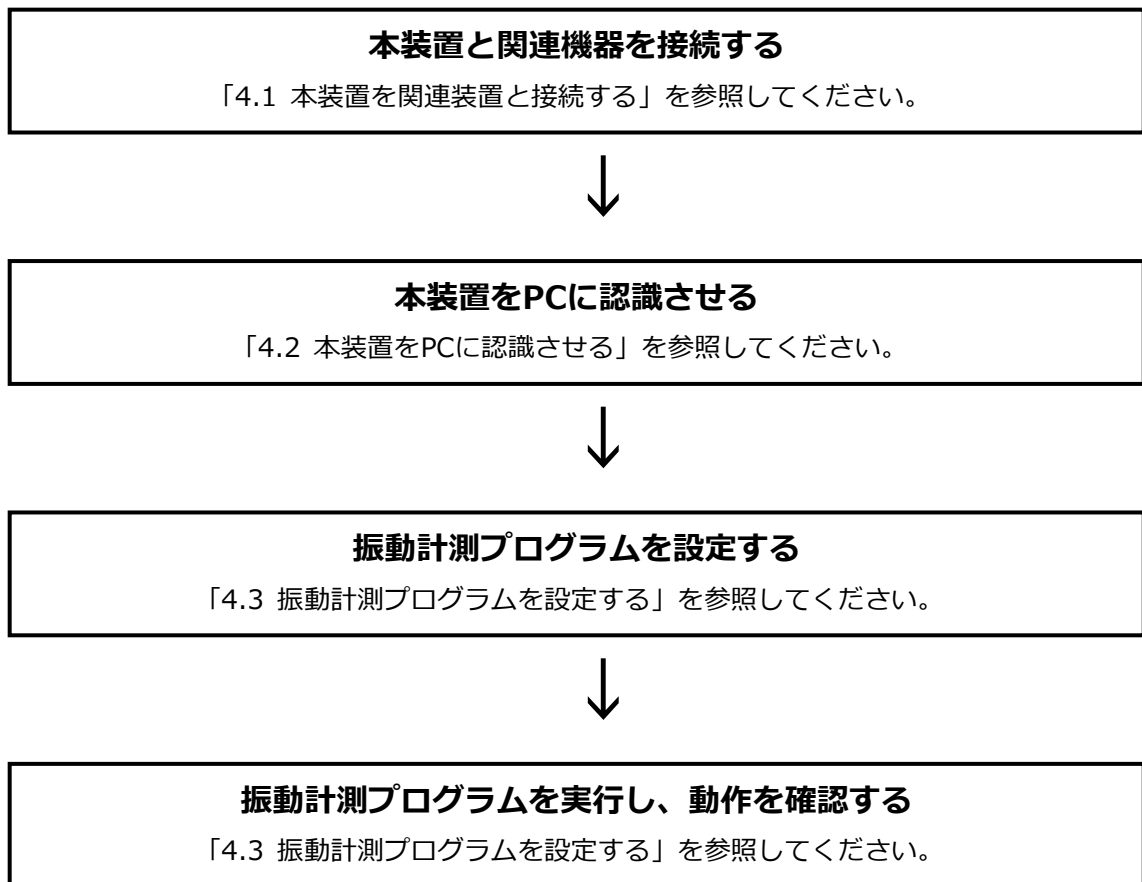 本装置と関連機器を接続する
「4.1 本装置を関連装置と接続する」を参照してください。
↓
本装置をPCに認識させる
「4.2 本装置をPCに認識させる」を参照してください。
↓
振動計測プログラムを設定する
「4.3 振動計測プログラムを設定する」を参照してください。
↓
振動計測プログラムを実行し、動作を確認する
「4.3 振動計測プログラムを設定する」を参照してください。